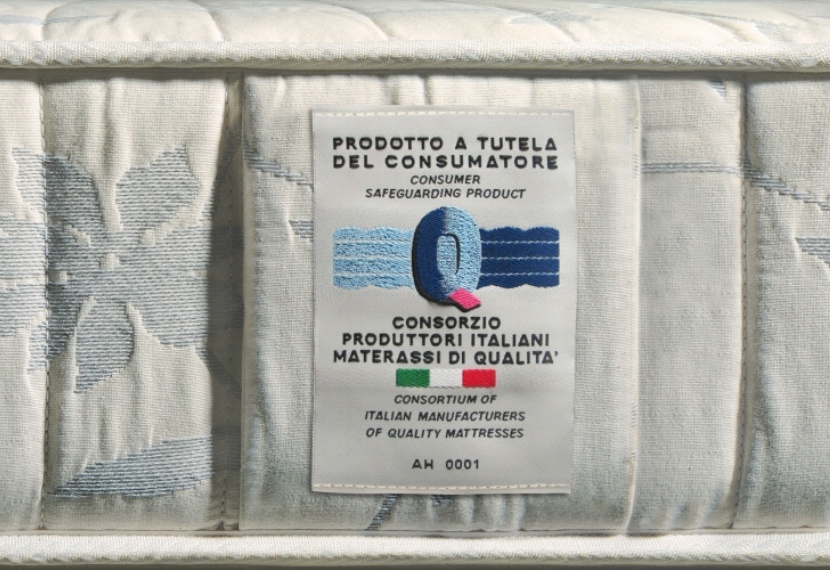 PRODOTTO A TUTELA
DEL CONSUMATORE
CONSUMER
SAFEGUARDING PRODUCT
Q
CONSORZIO
PRODUTTORI ITALIANI
MATERASSI DI QUALITA'
CONSORTIUM OF
ITALIAN MANUFACTURERS
OF QUALITY MATTRESSES
AH 0001